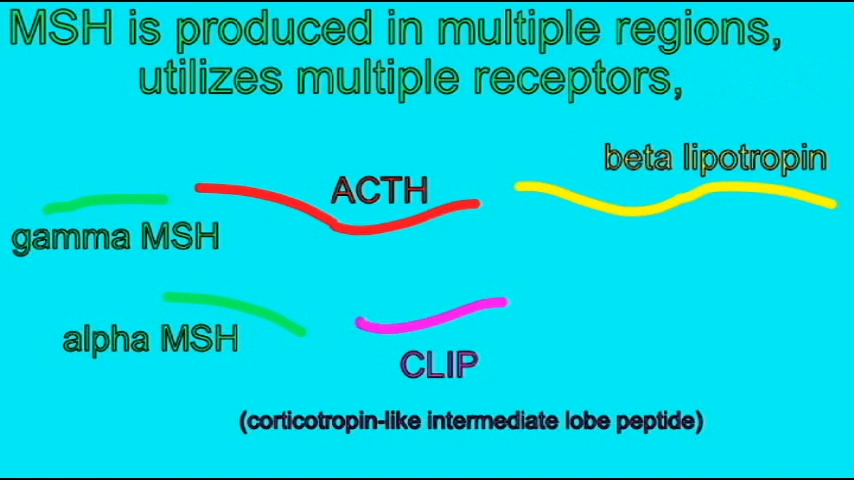 MSH is produced in multiple regions,
utilizes multiple receptors,
beta lipotropin
ACTH
gamma MSH
alpha MSH
CLIP
(corticotropin-like intermediate lobe peptide)